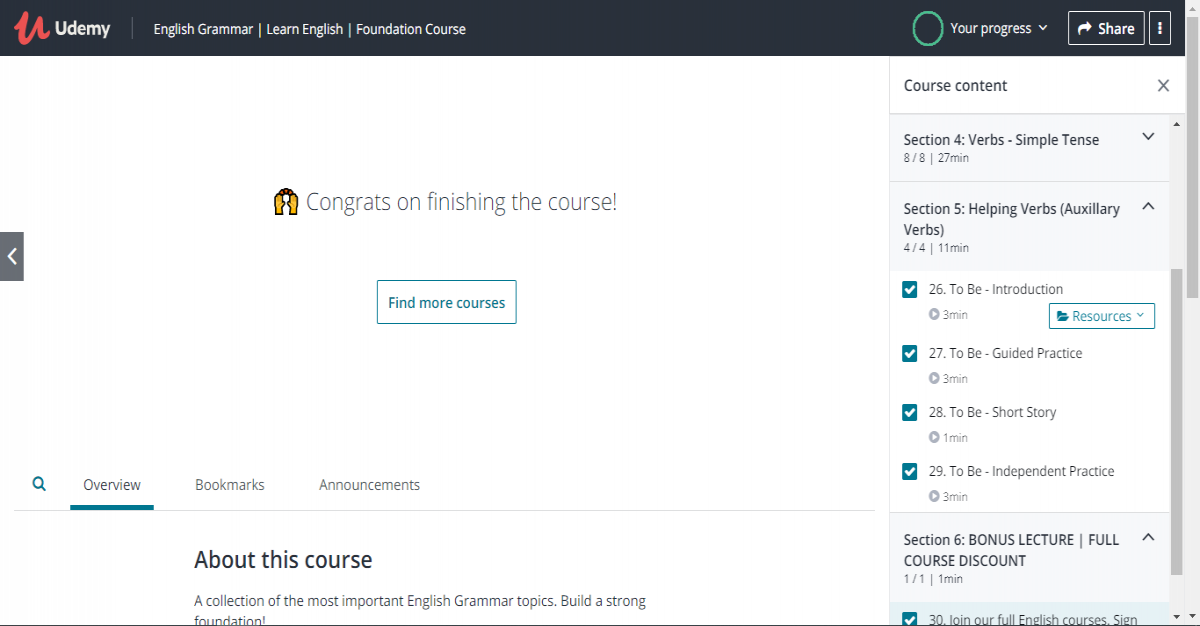 Udemy
English Grammar | Learn English | Foundation Course
Your progress
Share
Course content
Section 4: Verbs - Simple Tense
8 / 8 | 27min
Section 5: Helping Verbs (Auxillary
Verbs)
4 / 4 | 11min
26. To Be - Introduction
3min
Resources
27. To Be - Guided Practice
3min
28. To Be - Short Story
1min
29. To Be - Independent Practice
3min
Section 6: BONUS LECTURE | FULL
COURSE DISCOUNT
1 / 1 | 1min
30. Join our full English courses. Sign
Congrats on finishing the course!
Find more courses
Overview
Bookmarks
Announcements
About this course
A collection of the most important English Grammar topics. Build a strong
foundation!